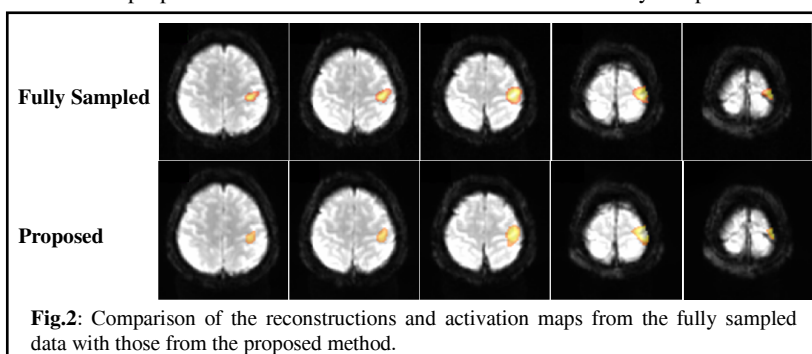 Fully Sampled
Proposed
Fig.2: Comparison of the reconstructions and activation maps from the fully sampled
data with those from the proposed method.